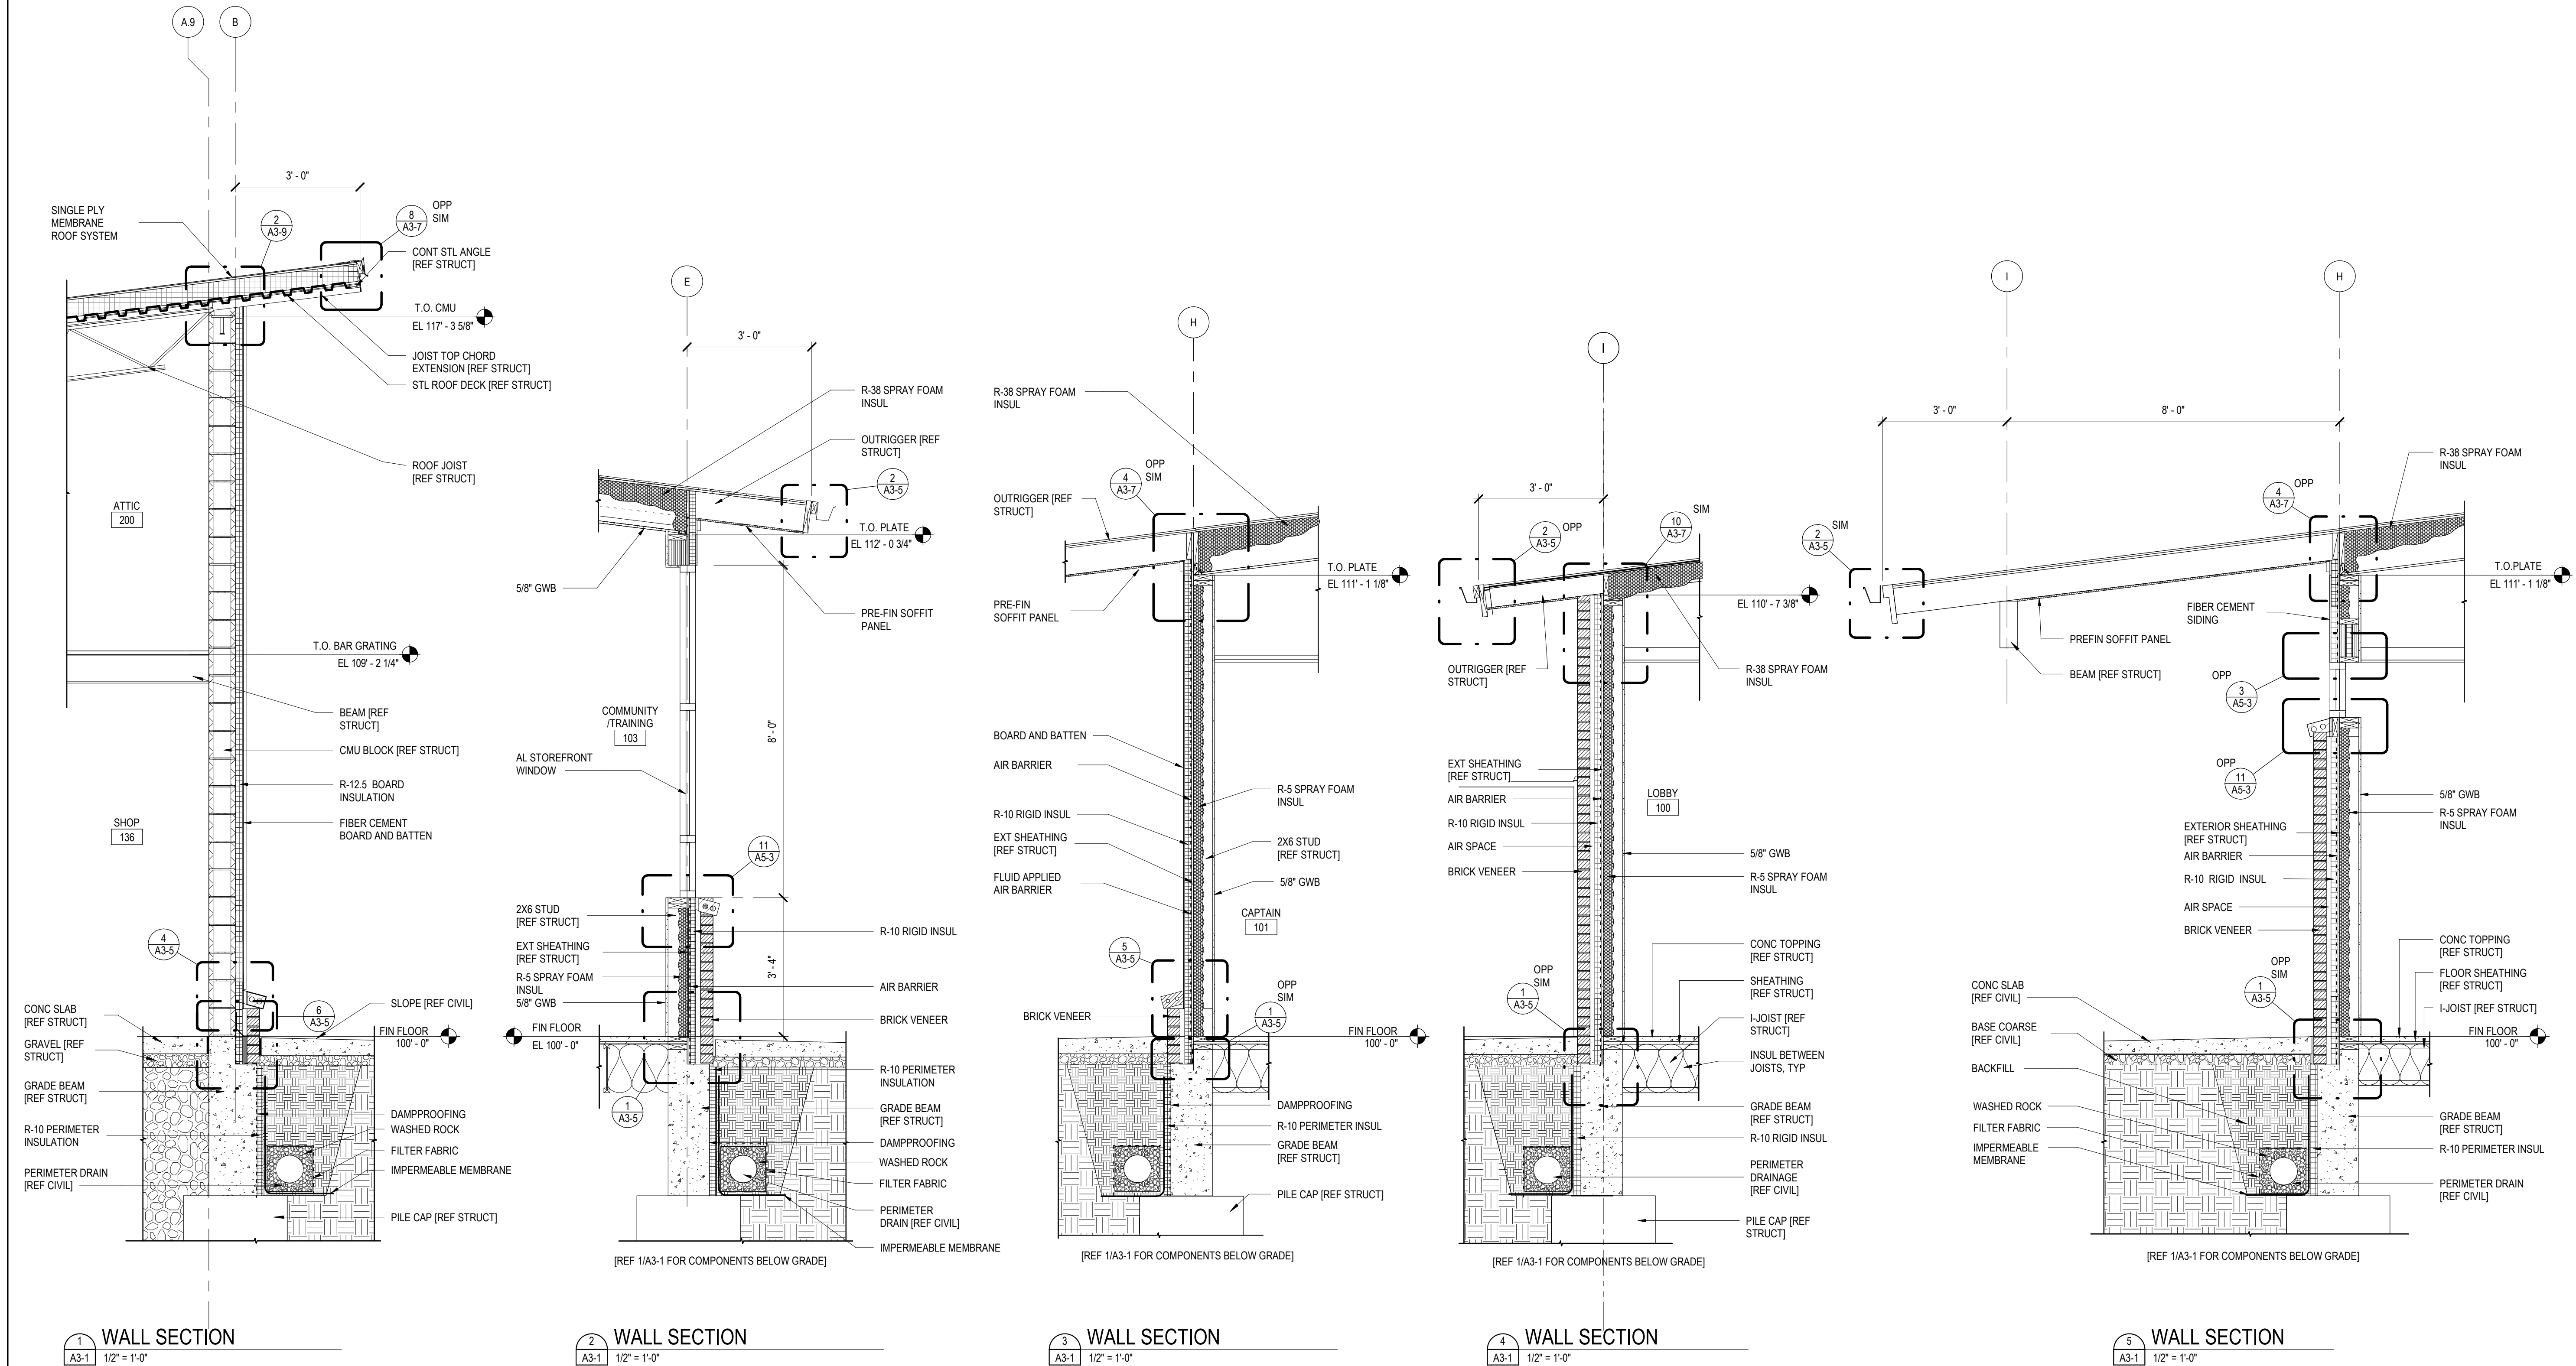 A.9
B
3' - 0"
SINGLE PLY
MEMBRANE
ROOF SYSTEM
2
A3-9
8
A3-7
OPP
SIM
CONT STL ANGLE
[REF STRUCT]
T.O. CMU
EL 117' - 3 5/8"
JOIST TOP CHORD
EXTENSION [REF STRUCT]
STL ROOF DECK [REF STRUCT]
ROOF JOIST
[REF STRUCT]
ATTIC
200
T.O. BAR GRATING
EL 109' - 2 1/4"
BEAM [REF
STRUCT]
CMU BLOCK [REF STRUCT]
R-12.5 BOARD
INSULATION
SHOP
136
FIBER CEMENT
BOARD AND BATTEN
4
A3-5
6
A3-5
SLOPE [REF CIVIL]
CONC SLAB
[REF STRUCT]
FIN FLOOR
100' - 0"
GRAVEL [REF
STRUCT]
GRADE BEAM
[REF STRUCT]
DAMPPROOFING
R-10 PERIMETER
INSULATION
WASHED ROCK
FILTER FABRIC
PERIMETER DRAIN
[REF CIVIL]
IMPERMEABLE MEMBRANE
PILE CAP [REF STRUCT]
1
A3-1
WALL SECTION
1/2" = 1'-0"
E
3' - 0"
R-38 SPRAY FOAM
INSUL
OUTRIGGER [REF
STRUCT]
2
A3-5
T.O. PLATE
EL 112' - 0 3/4"
5/8" GWB
PRE-FIN SOFFIT
PANEL
COMMUNITY
/TRAINING
103
8' - 0"
AL STOREFRONT
WINDOW
11
A5-3
2X6 STUD
[REF STRUCT]
R-10 RIGID INSUL
EXT SHEATHING
[REF STRUCT]
3' - 4"
R-5 SPRAY FOAM
INSUL
5/8" GWB
AIR BARRIER
BRICK VENEER
FIN FLOOR
EL 100' - 0"
R-10 PERIMETER
INSULATION
1
A3-5
GRADE BEAM
[REF STRUCT]
DAMPPROOFING
WASHED ROCK
FILTER FABRIC
PERIMETER
DRAIN [REF CIVIL]
IMPERMEABLE MEMBRANE
[REF 1/A3-1 FOR COMPONENTS BELOW GRADE]
2
A3-1
WALL SECTION
1/2" = 1'-0"
H
R-38 SPRAY FOAM
INSUL
4
A3-7
OPP
SIM
OUTRIGGER [REF
STRUCT]
T.O. PLATE
EL 111' - 1 1/8"
PRE-FIN
SOFFIT PANEL
BOARD AND BATTEN
AIR BARRIER
R-5 SPRAY FOAM
INSUL
R-10 RIGID INSUL
EXT SHEATHING
[REF STRUCT]
2X6 STUD
[REF STRUCT]
FLUID APPLIED
AIR BARRIER
5/8" GWB
CAPTAIN
101
5
A3-5
OPP
SIM
1
A3-5
BRICK VENEER
FIN FLOOR
100' - 0"
DAMPPROOFING
R-10 PERIMETER INSUL
GRADE BEAM
[REF STRUCT]
PILE CAP [REF STRUCT]
[REF 1/A3-1 FOR COMPONENTS BELOW GRADE]
3
A3-1
WALL SECTION
1/2" = 1'-0"
I
3' - 0"
2
A3-5
OPP
10
A3-7
SIM
EL 110' - 7 3/8"
OUTRIGGER [REF
STRUCT]
R-38 SPRAY FOAM
INSUL
EXT SHEATHING
[REF STRUCT]
AIR BARRIER
LOBBY
100
R-10 RIGID INSUL
AIR SPACE
5/8" GWB
BRICK VENEER
R-5 SPRAY FOAM
INSUL
CONC TOPPING
[REF STRUCT]
OPP
SIM
1
A3-5
SHEATHING
[REF STRUCT]
I-JOIST [REF
STRUCT]
INSUL BETWEEN
JOISTS, TYP
GRADE BEAM
[REF STRUCT]
R-10 RIGID INSUL
PERIMETER
DRAINAGE
[REF CIVIL]
PILE CAP [REF
STRUCT]
[REF 1/A3-1 FOR COMPONENTS BELOW GRADE]
4
A3-1
WALL SECTION
1/2" = 1'-0"
I
H
3' - 0"
8' - 0"
R-38 SPRAY FOAM
INSUL
4
A3-7
OPP
2
A3-5
SIM
T.O.PLATE
EL 111' - 1 1/8"
FIBER CEMENT
SIDING
PREFIN SOFFIT PANEL
BEAM [REF STRUCT]
OPP
3
A5-3
OPP
11
A5-3
5/8" GWB
R-5 SPRAY FOAM
INSUL
EXTERIOR SHEATHING
[REF STRUCT]
AIR BARRIER
R-10 RIGID INSUL
AIR SPACE
BRICK VENEER
CONC TOPPING
[REF STRUCT]
OPP
SIM
1
A3-5
FLOOR SHEATHING
[REF STRUCT]
CONC SLAB
[REF CIVIL]
I-JOIST [REF STRUCT]
BASE COARSE
[REF CIVIL]
FIN FLOOR
100' - 0"
BACKFILL
WASHED ROCK
GRADE BEAM
[REF STRUCT]
FILTER FABRIC
IMPERMEABLE
MEMBRANE
R-10 PERIMETER INSUL
PERIMETER DRAIN
[REF CIVIL]
[REF 1/A3-1 FOR COMPONENTS BELOW GRADE]
5
A3-1
WALL SECTION
1/2" = 1'-0"